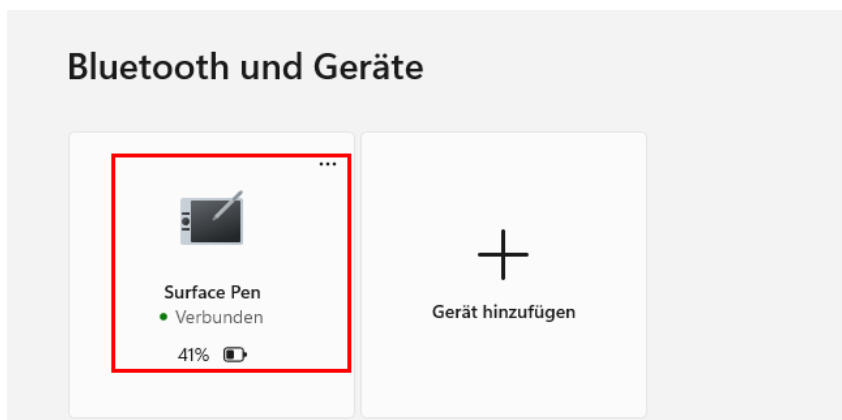 Bluetooth und Geräte
...
Surface Pen
• Verbunden
41%
Gerät hinzufügen